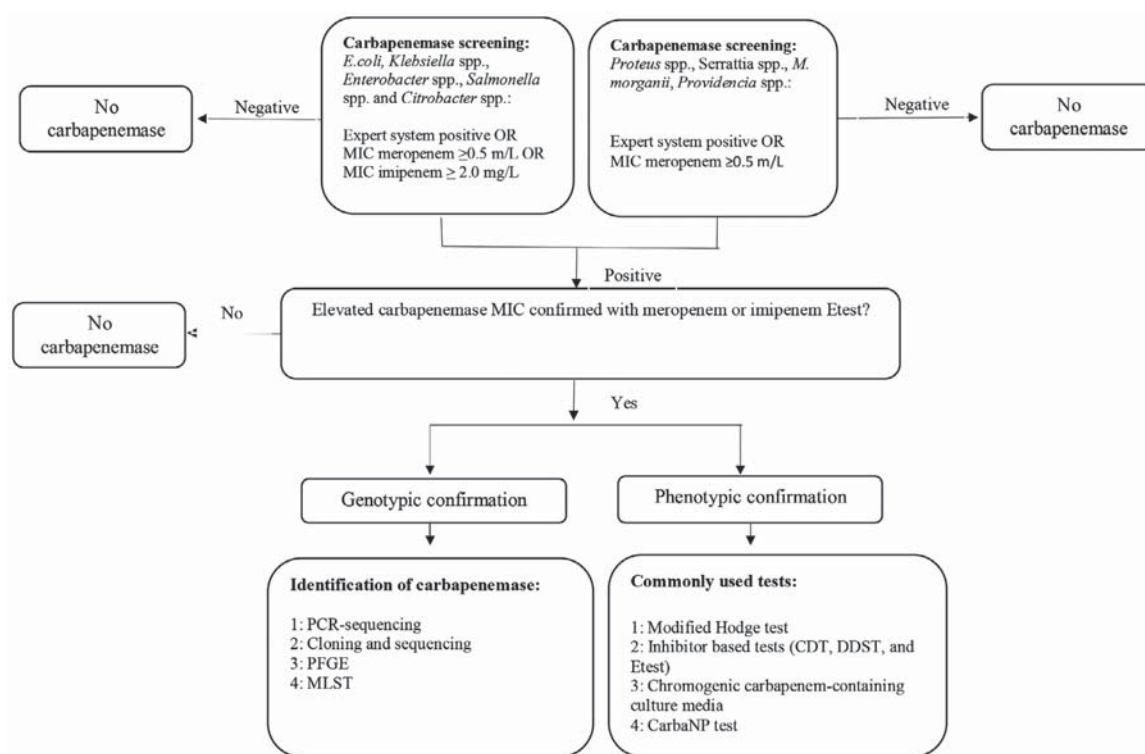 Carbapenemase screening:
E.coli, Klebsiella spp.,
Enterobacter spp., Salmonella
spp. and Citrobacter spp.:
Expert system positive OR
MIC meropenem ≥0.5 m/L OR
MIC imipenem ≥ 2.0 mg/L
Carbapenemase screening:
Proteus spp., Serrattia spp., M.
morganii, Providencia spp.:
Expert system positive OR
MIC meropenem ≥0.5 m/L
No
carbapenemase
Negative
Negative
No
carbapenemase
Positive
Elevated carbapenemase MIC confirmed with meropenem or imipenem Etest?
No
No
carbapenemase
Yes
Genotypic confirmation
Phenotypic confirmation
Identification of carbapenemase:
1: PCR-sequencing
2: Cloning and sequencing
3: PFGE
4: MLST
Commonly used tests:
1: Modified Hodge test
2: Inhibitor based tests (CDT, DDST, and
Etest)
3: Chromogenic carbapenem-containing
culture media
4: CarbaNP test